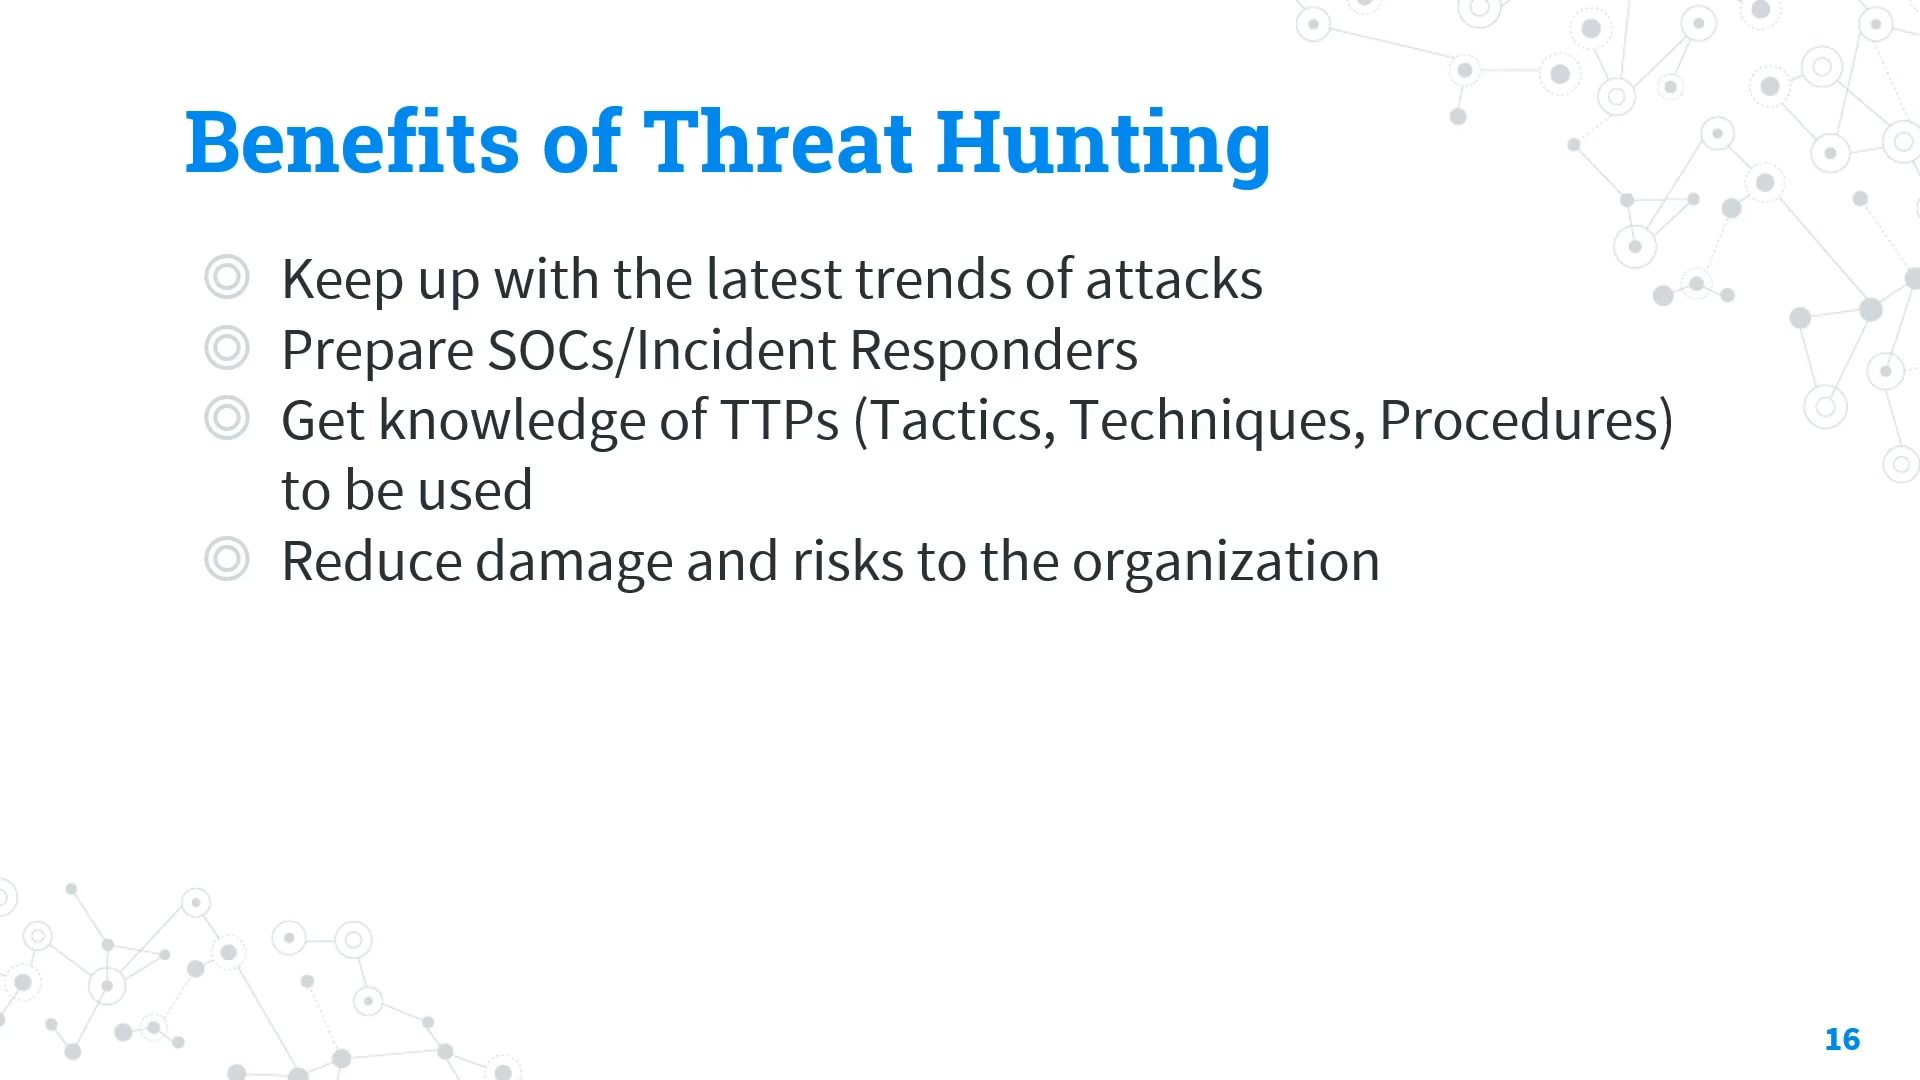 Benefits of Threat Hunting
Keep up with the latest trends of attacks
Prepare SOCs/Incident Responders
Get knowledge of TTPs (Tactics, Techniques, Procedures)
to be used
Reduce damage and risks to the organization
16